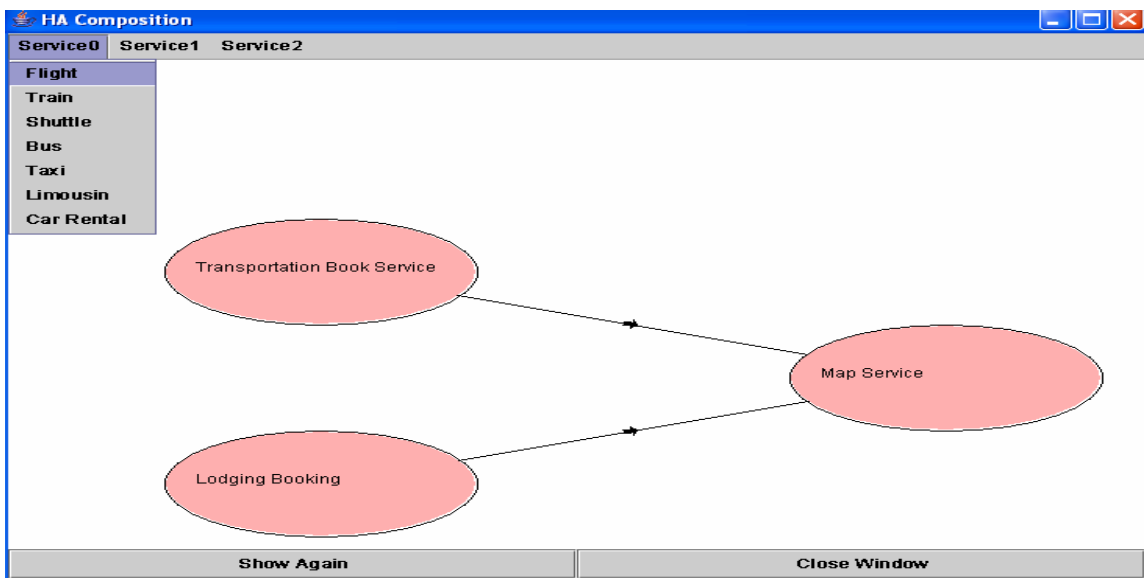 HA Composition
Service0 Service1 Service2
Flight
Train
Shuttle
Bus
Taxi
Limousin
Car Rental
Transportation Book Service
Map Service
Lodging Booking
Show Again Close Window